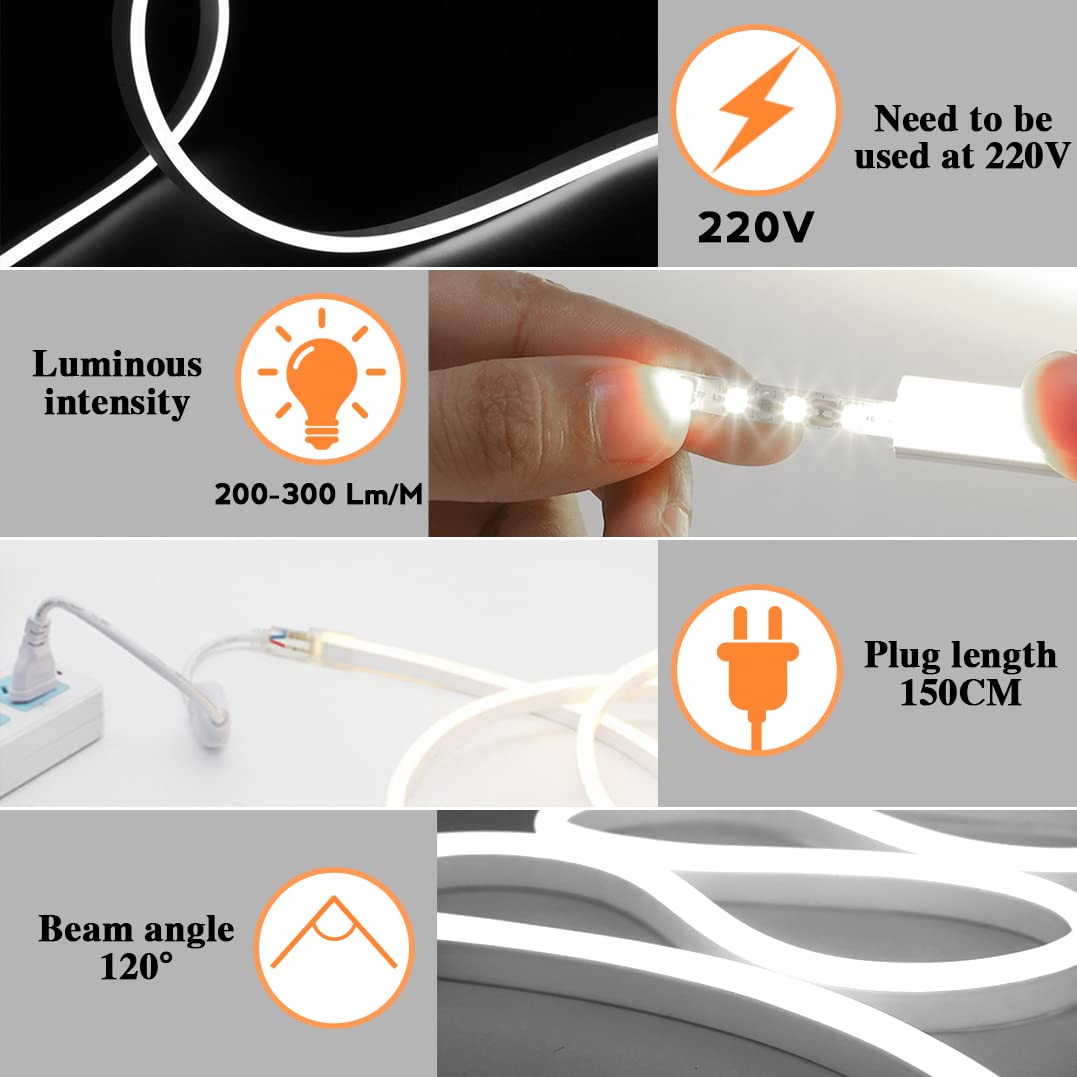 Need to be
used at 220V
220V
Luminous
intensity
200-300 Lm/M
Plug length
150CM
Beam angle
120°